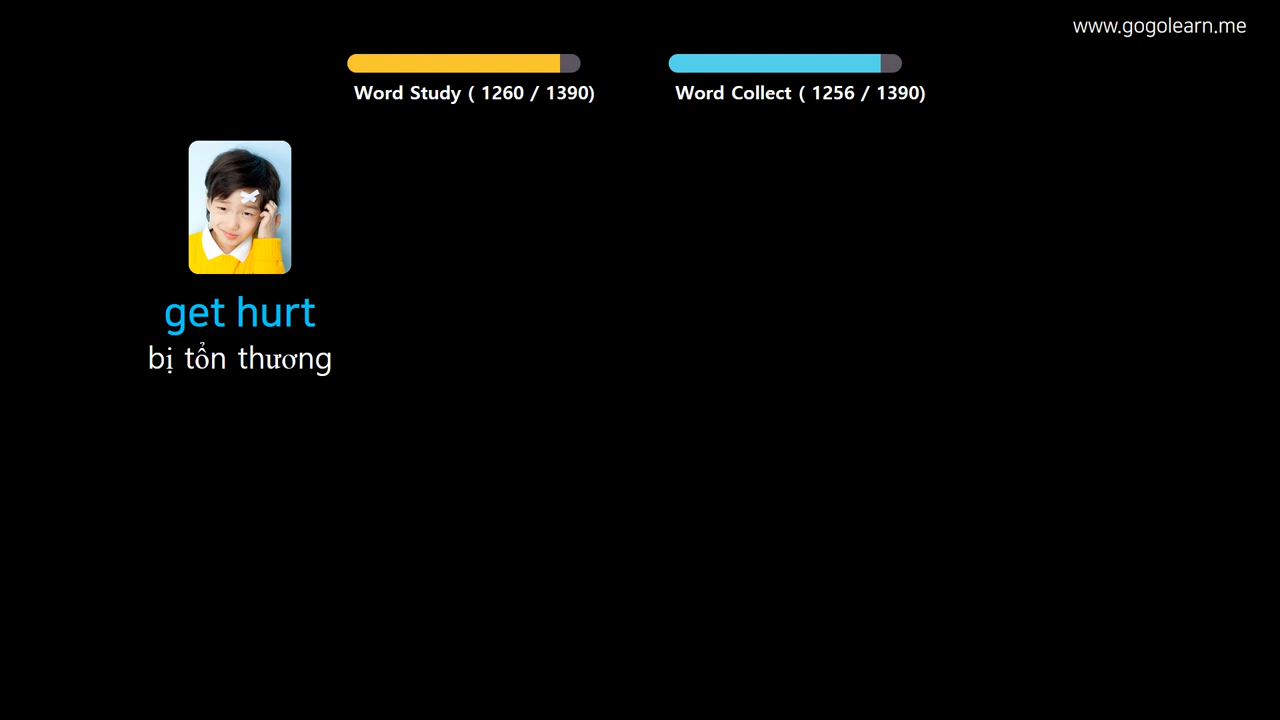 www.gogolearn.me
Word Study ( 1260 / 1390)
Word Collect ( 1256 / 1390)
get hurt
bị tổn thương